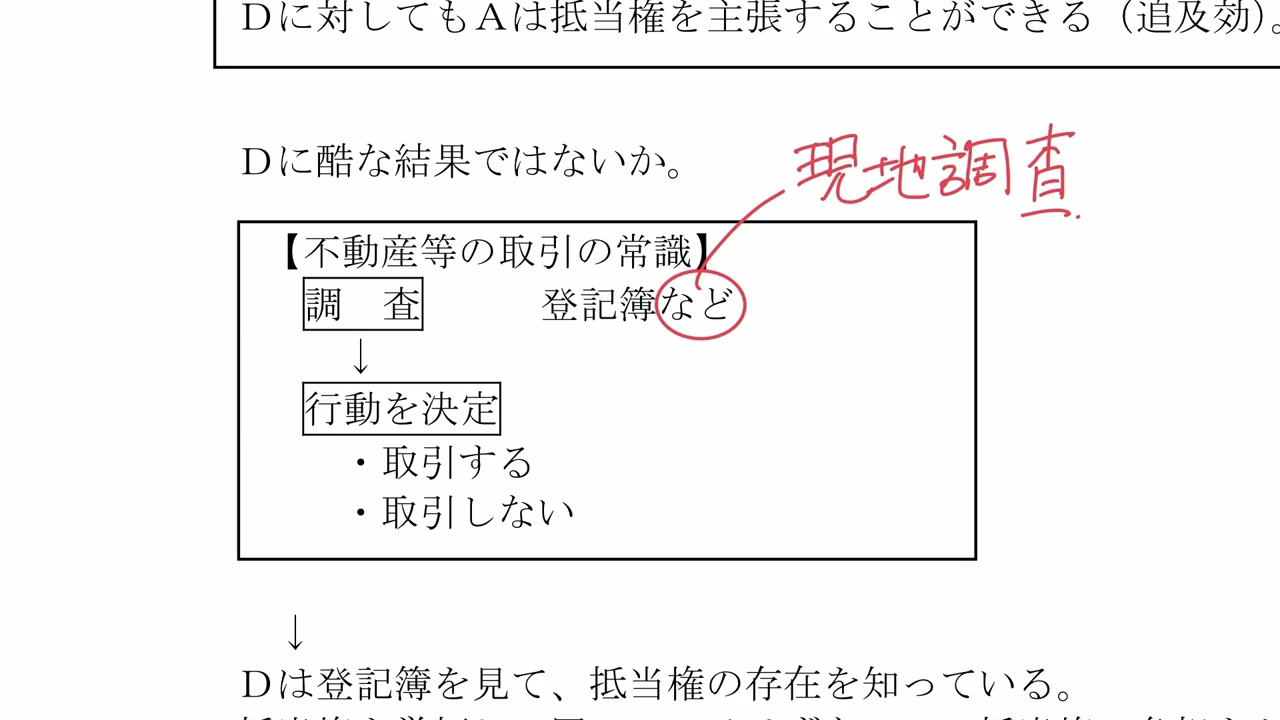 Ｄに対してもＡは抵当権を主張することができる（追及効）。
Ｄに酷な結果ではないか。
現地調査
【不動産等の取引の常識】
調　査　　　登記簿など
↓
行動を決定
・取引する
・取引しない
↓
Ｄは登記簿を見て、抵当権の存在を知っている。